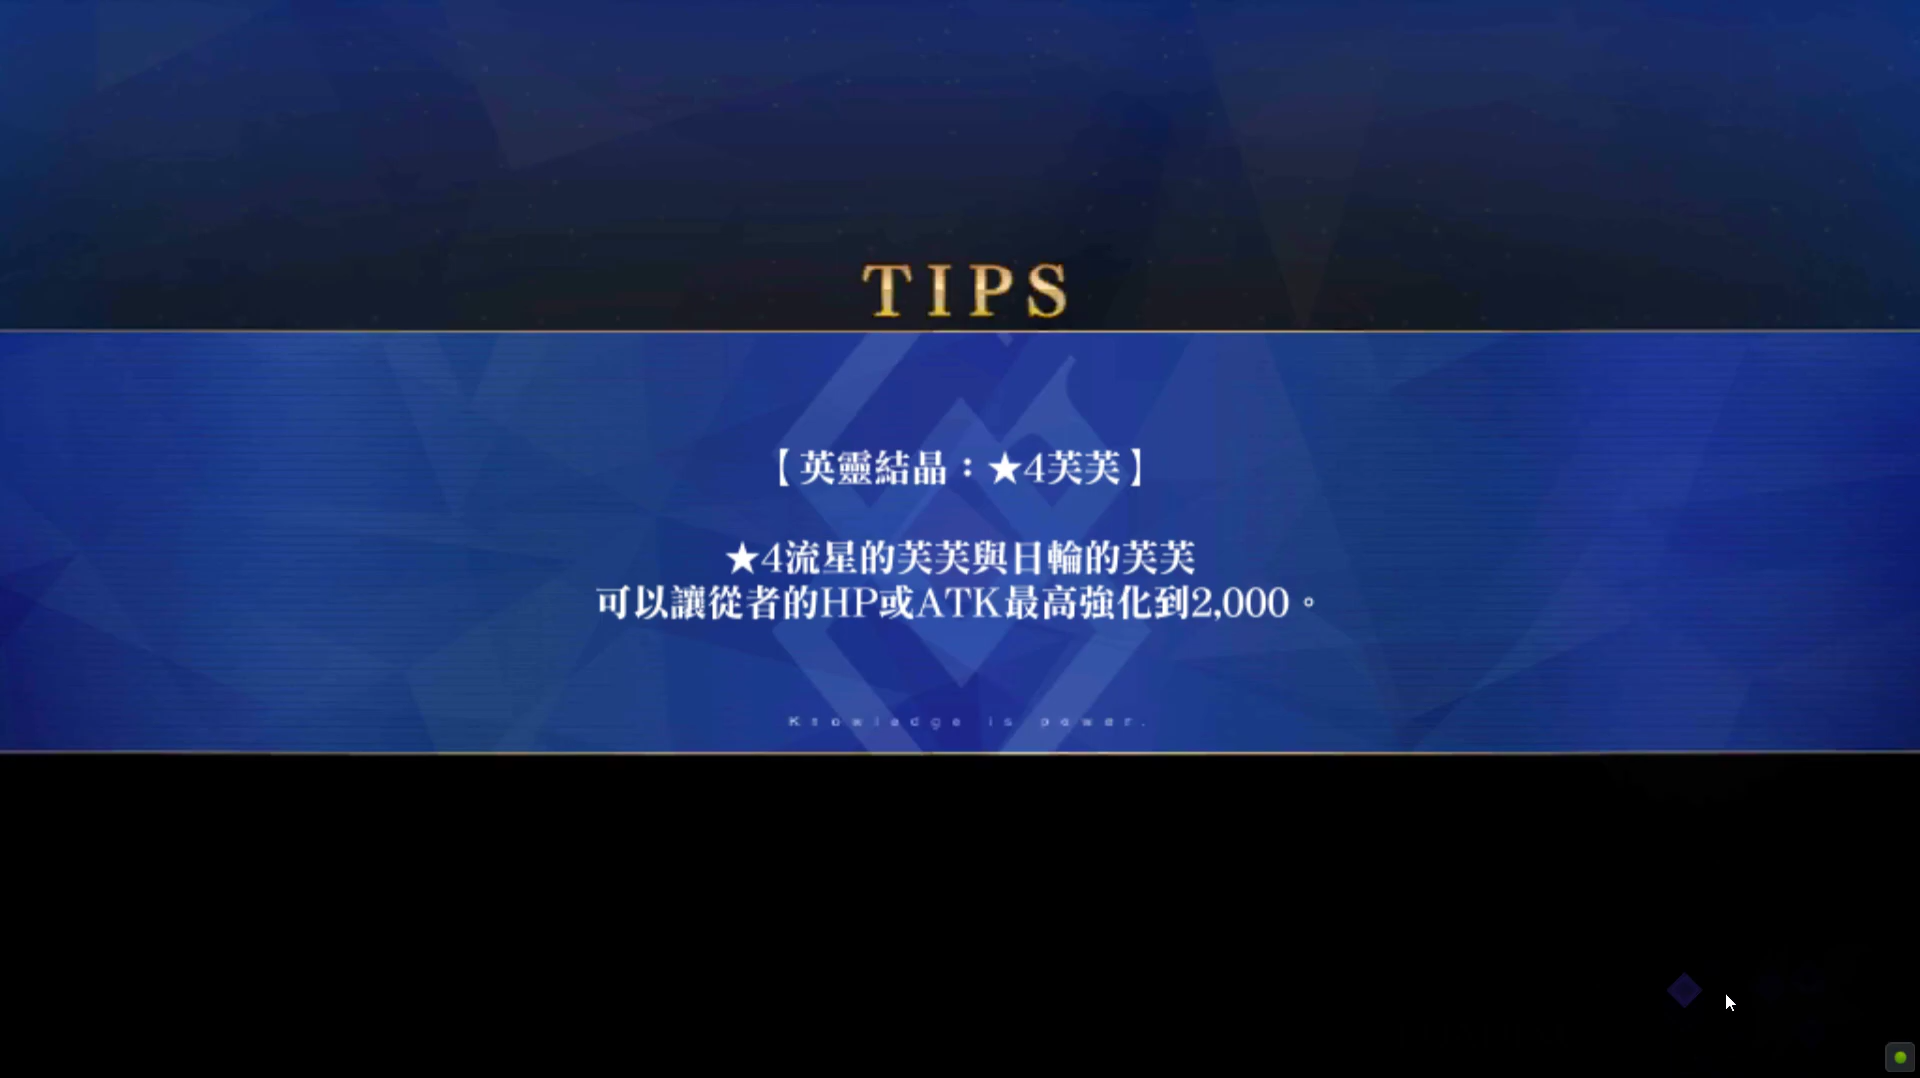 TIPS
【英靈結晶：★4芙芙】
★4流星的芙芙與日輪的芙芙
可以讓從者的HP或ATK最高強化到2,000。
Knowledge is power.